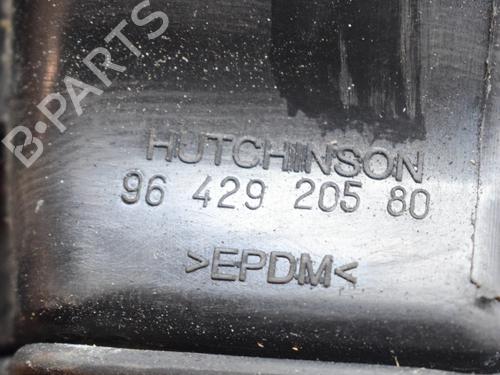 B-PARTS
HUTCHINSON
96 429 205 80
>EPDM<